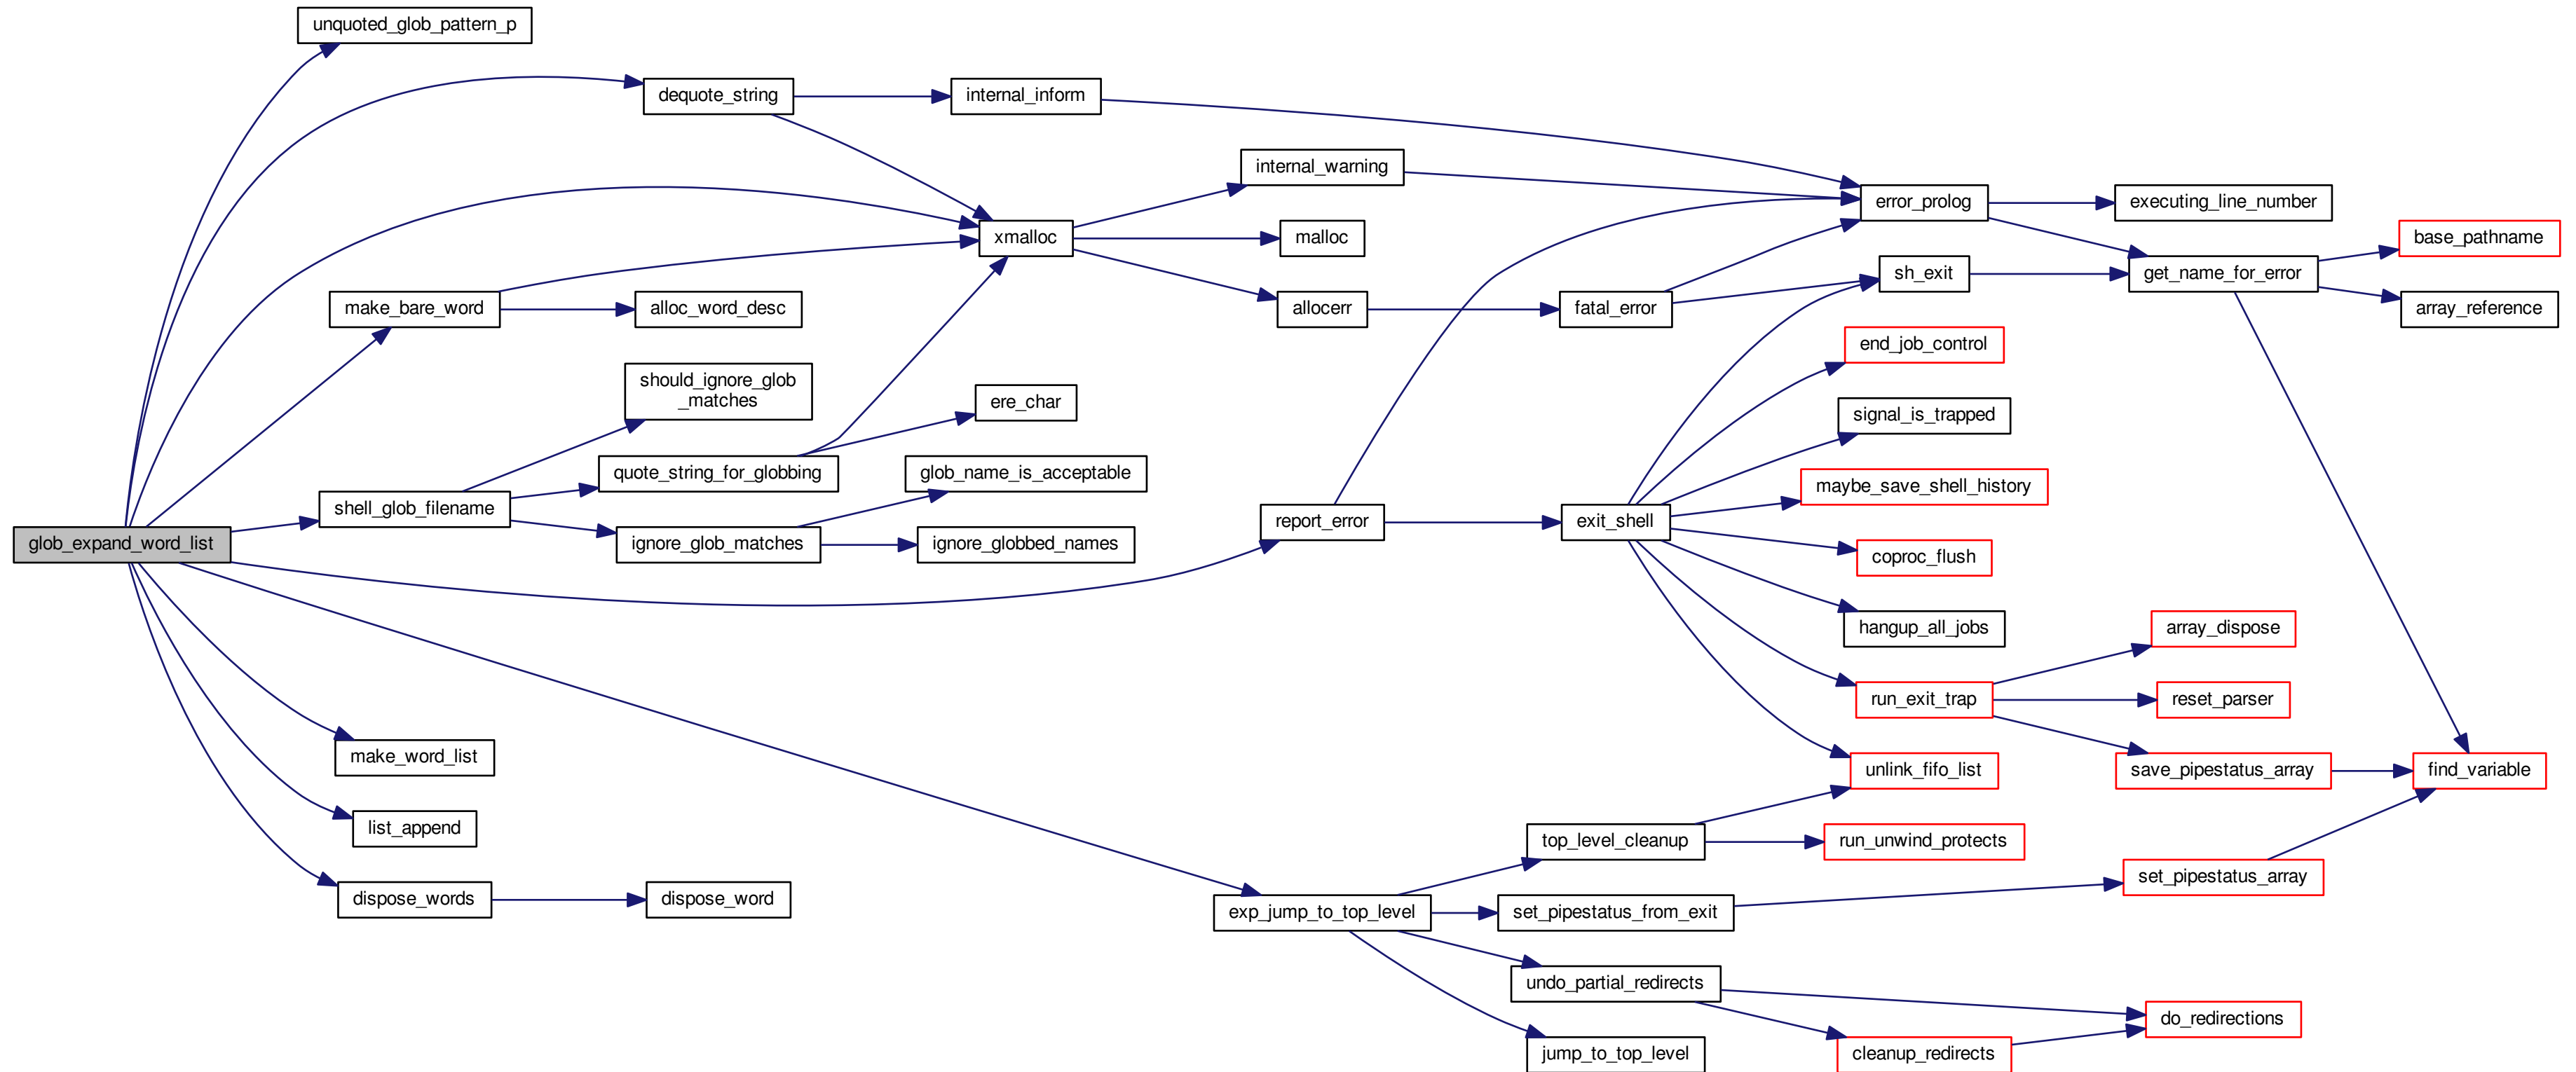 unquoted_glob_pattern_p
dequote_string
internal_inform
internal_warning
error_prolog
executing_line_number
xmalloc
malloc
base_pathname
sh_exit
get_name_for_error
make_bare_word
alloc_word_desc
allocerr
fatal_error
array_reference
end_job_control
should_ignore_glob
_matches
ere_char
signal_is_trapped
quote_string_for_globbing
glob_name_is_acceptable
maybe_save_shell_history
shell_glob_filename
report_error
exit_shell
glob_expand_word_list
ignore_glob_matches
ignore_globbed_names
coproc_flush
hangup_all_jobs
array_dispose
run_exit_trap
reset_parser
make_word_list
unlink_fifo_list
save_pipestatus_array
find_variable
list_append
top_level_cleanup
run_unwind_protects
set_pipestatus_array
dispose_words
dispose_word
exp_jump_to_top_level
set_pipestatus_from_exit
undo_partial_redirects
do_redirections
jump_to_top_level
cleanup_redirects